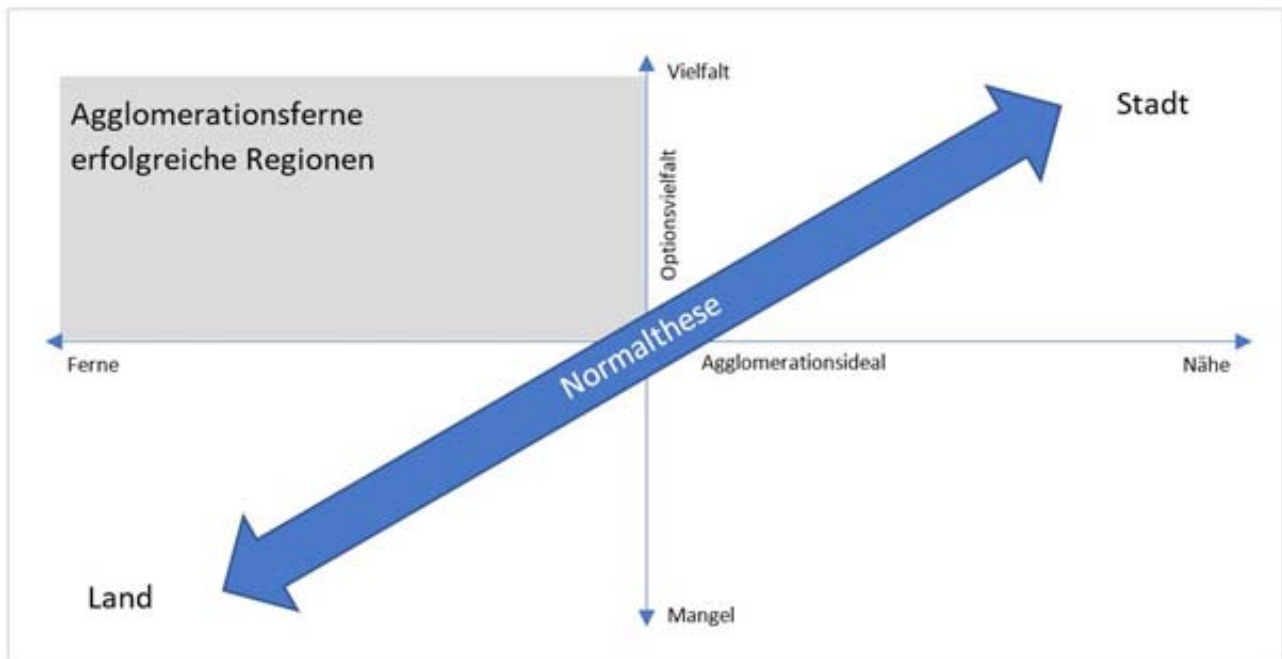 Vielfalt
Agglomerationsferne
erfolgreiche Regionen
Stadt
Optionsvielfalt
Normalthese
Ferne
Agglomerationsideal
Nähe
Land
Mangel